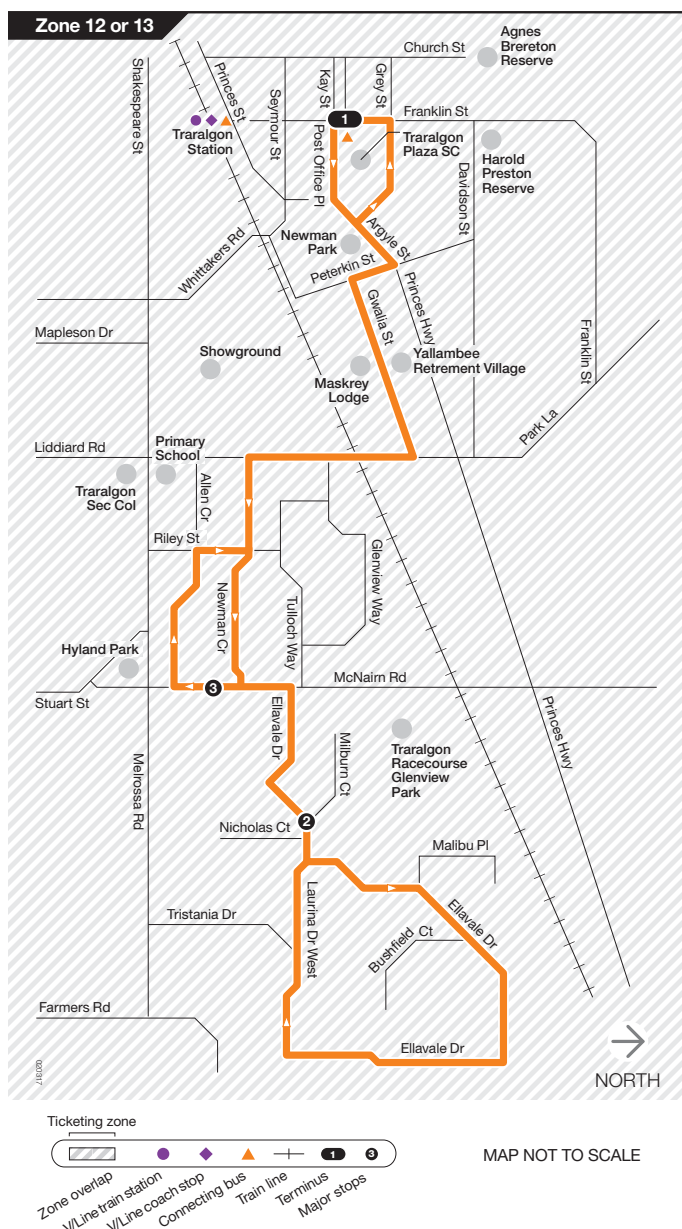 Zone 12 or 13
Agnes
Brereton
Reserve
Church St
Shakespeare St
Princes St
Seymour St
Kay St
Grey St
1
Franklin St
Traralgon
Station
Post Office Pl
Traralgon
Plaza SC
Harold
Preston
Reserve
Davidson St
Whittakers Rd
Newman
Park
Argyle St
Peterkin St
Princes Hwy
Gwalia St
Franklin St
Mapleson Dr
Showground
Maskrey
Lodge
Yallambee
Retrement Village
Park La
Liddiard Rd
Primary
School
Traralgon
Sec Col
Allen Cr
Riley St
Newman Cr
Tulloch Way
Glenview Way
Hyland Park
3
McNairn Rd
Stuart St
Ellavale Dr
Melrossa Rd
Milburn Ct
Traralgon
Racecourse
Glenview
Park
Princes Hwy
2
Nicholas Ct
Malibu Pl
Laurina Dr West
Tristania Dr
Bushfield Ct
Ellavale Dr
Farmers Rd
Ellavale Dr
020317
NORTH
Ticketing zone
1
3
MAP NOT TO SCALE
Zone overlap
V/Line train station
V/Line coach stop
Connecting bus
Train line
Terminus
Major stops